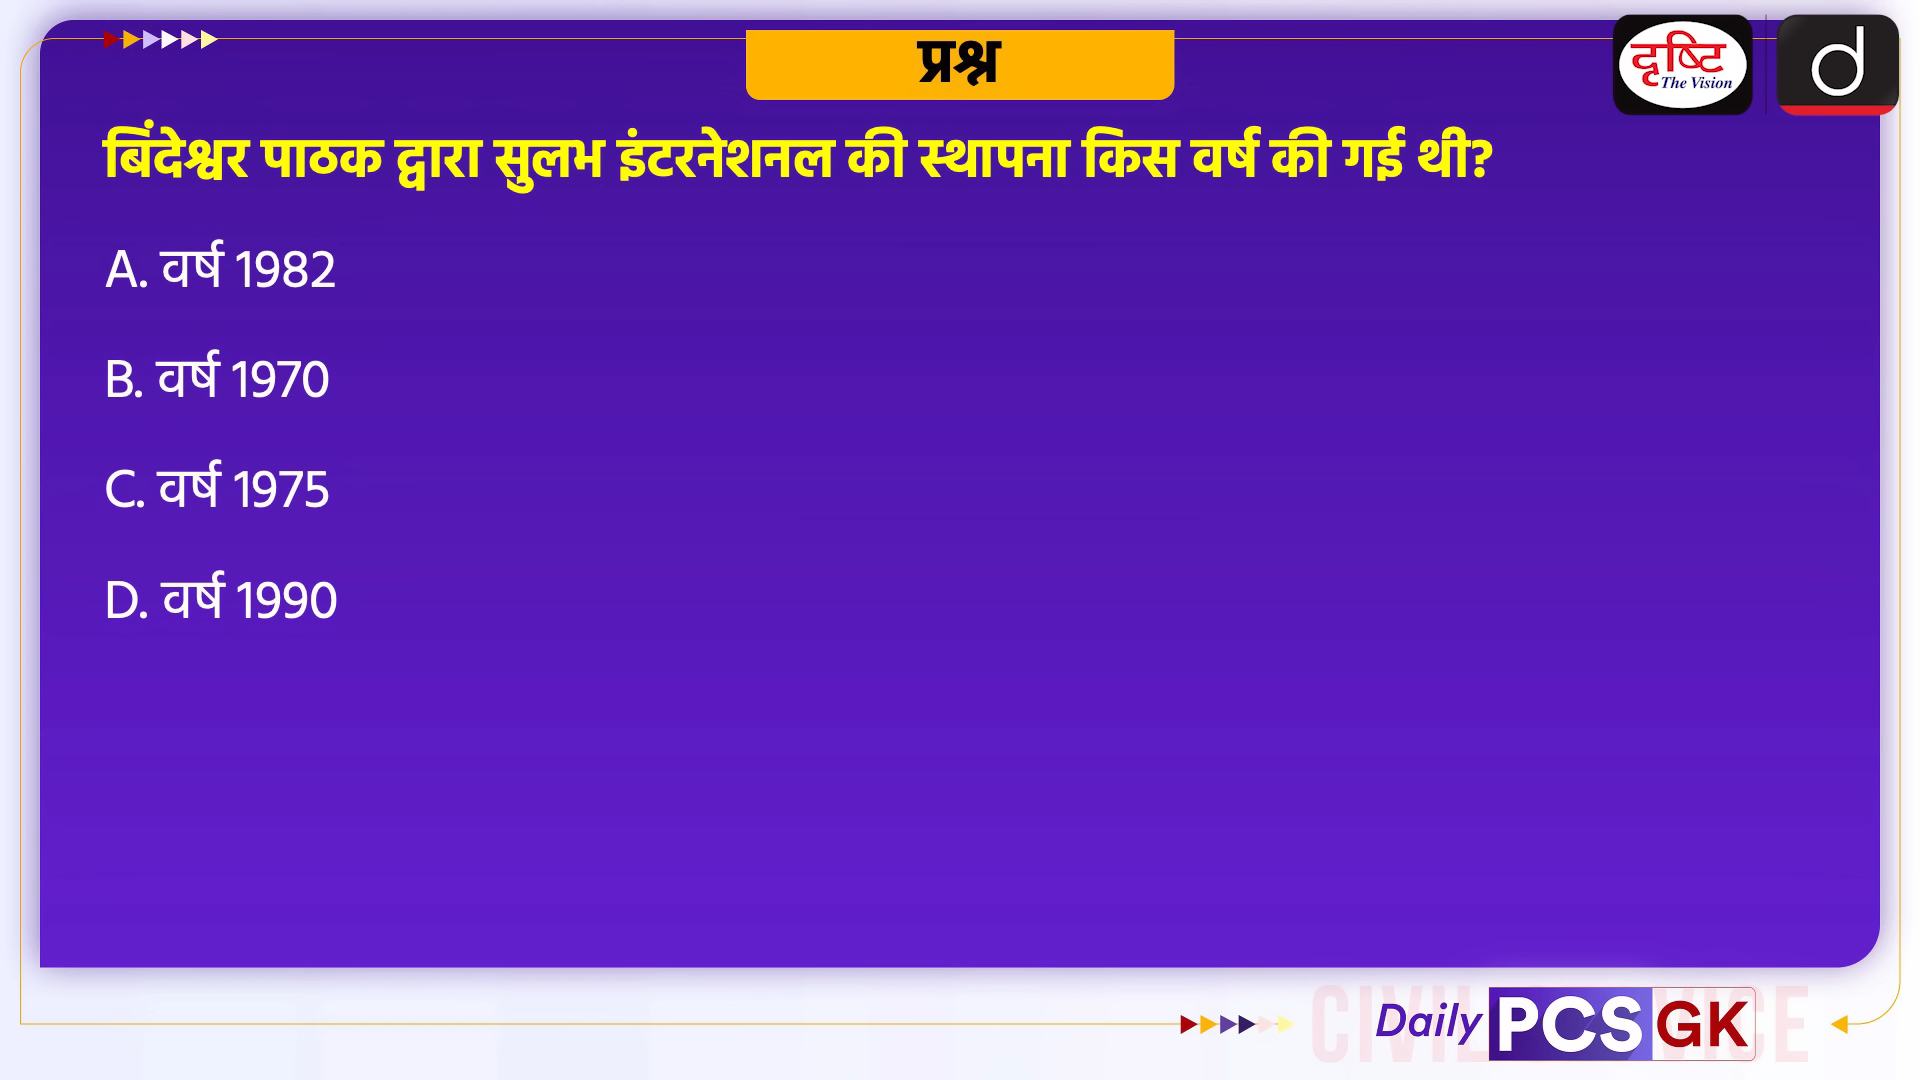 प्रश्न
दृष्टि
The Vision
d
बिंदेश्वर पाठक द्वारा सुलभ इंटरनेशनल की स्थापना किस वर्ष की गई थी?
A. वर्ष 1982
B. वर्ष 1970
C. वर्ष 1975
D. वर्ष 1990
Daily PCS GK